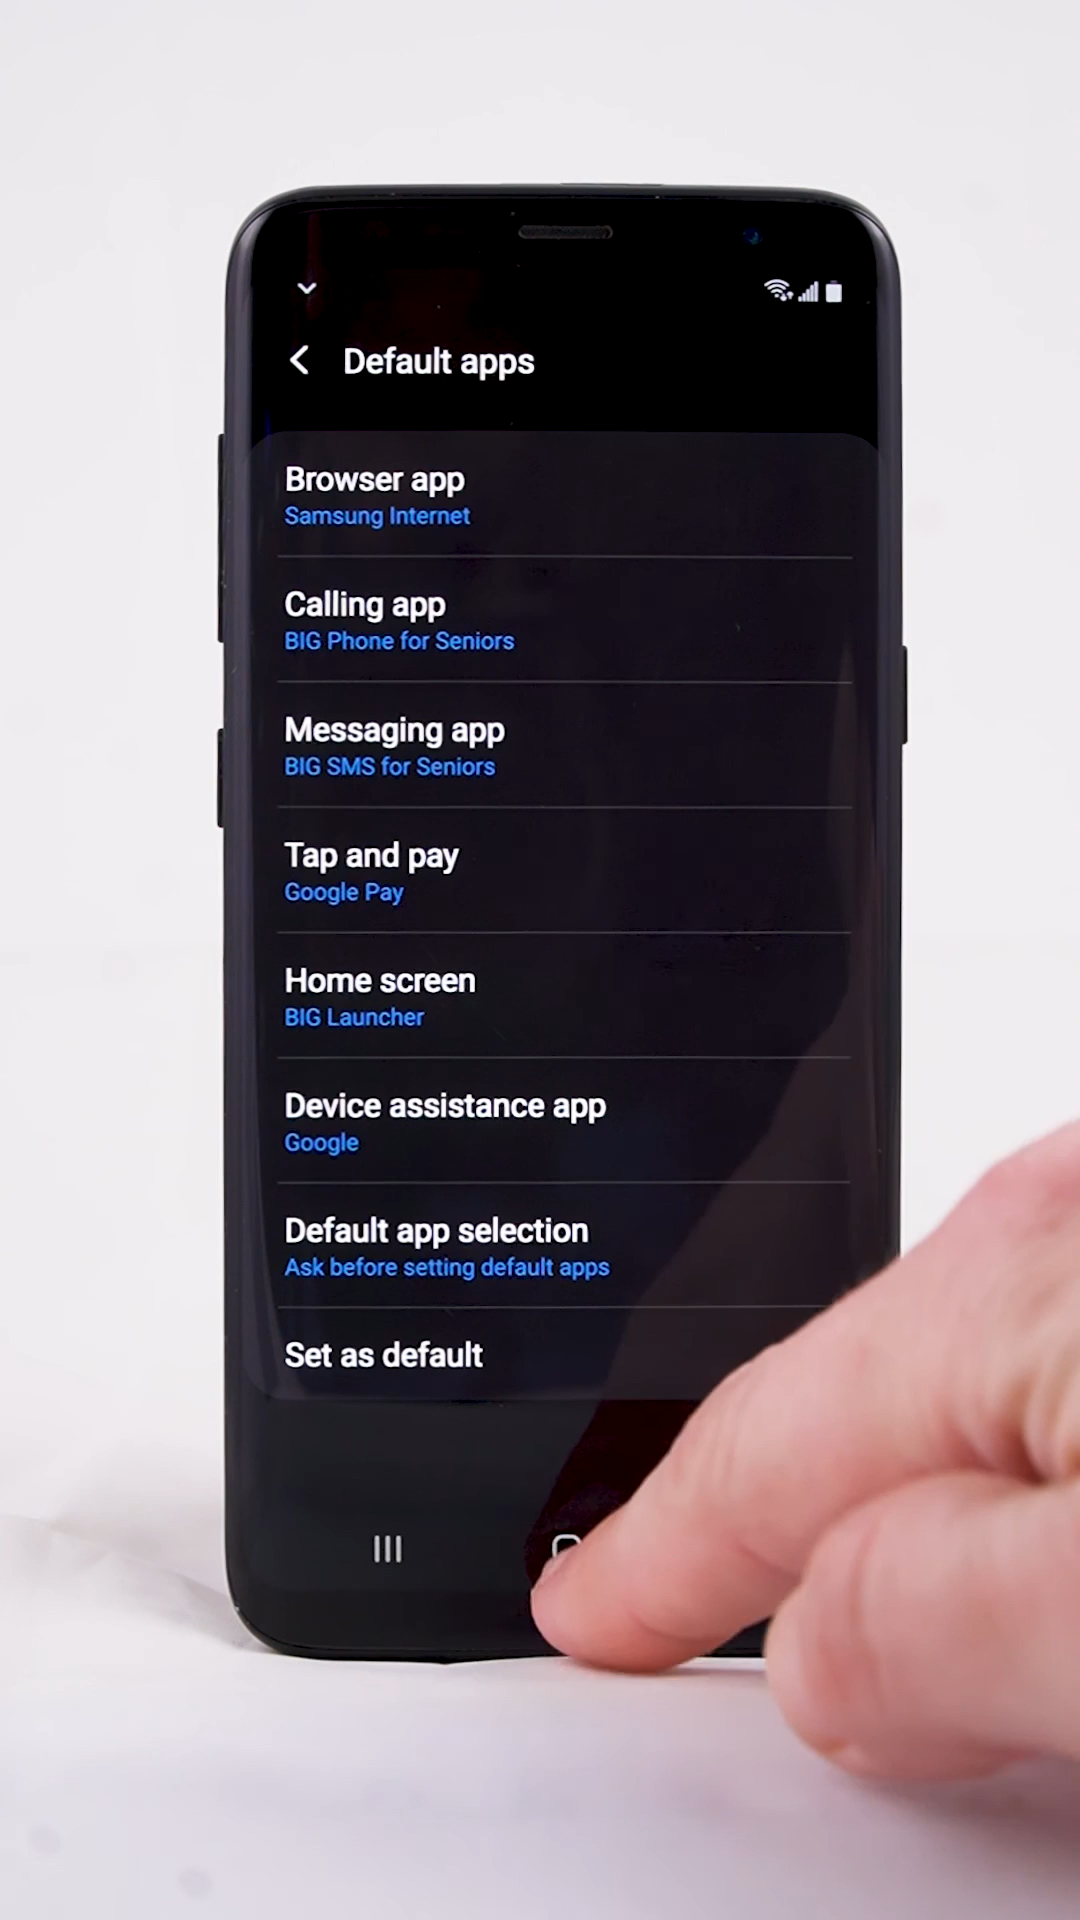 Default apps
Browser app
Samsung Internet
Calling app
BIG Phone for Seniors
Messaging app
BIG SMS for Seniors
Tap and pay
Google Pay
Home screen
BIG Launcher
Device assistance app
Google
Default app selection
Ask before setting default apps
Set as default